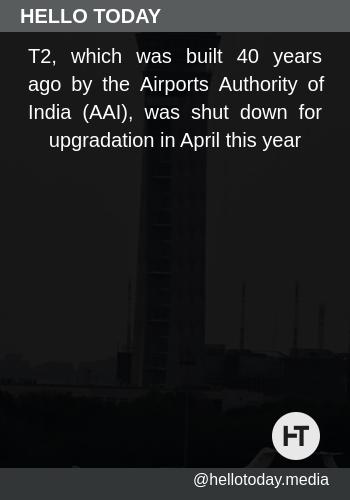 HELLO TODAY
T2, which was built 40 years
ago by the Airports Authority of
India (AAI), was shut down for
upgradation in April this year
HT
@hellotoday.media